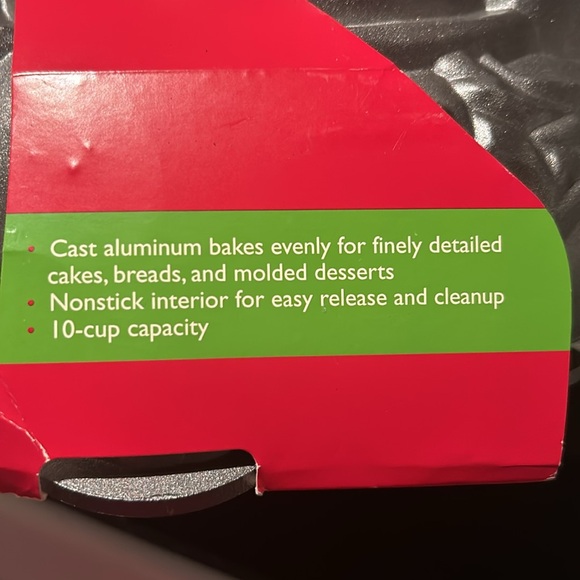 • Cast aluminum bakes evenly for finely detailed
cakes, breads, and molded desserts
• Nonstick interior for easy release and cleanup
• 10-cup capacity